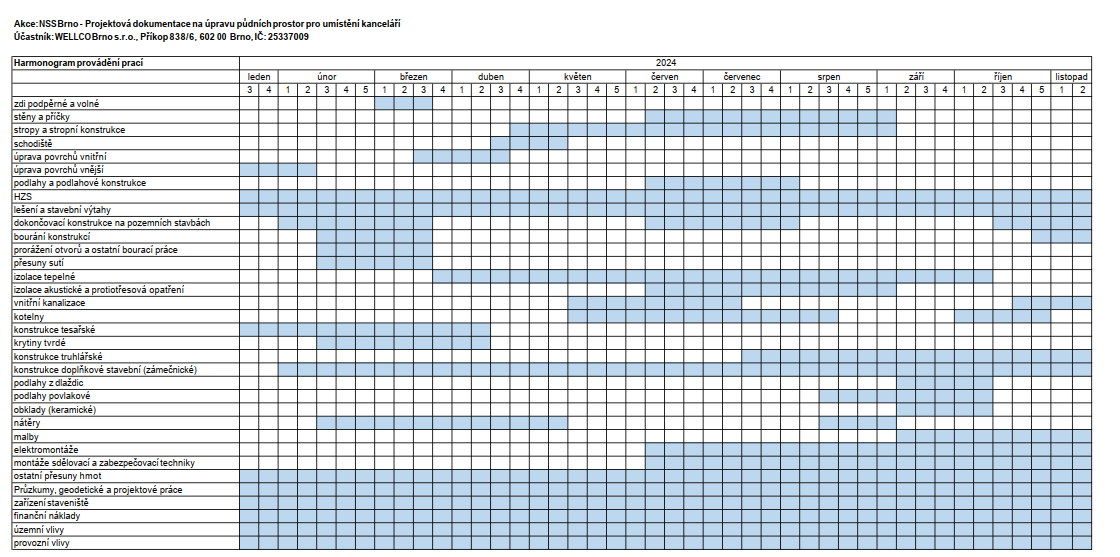 Akce: NSS Brno - Projektová dokumentace na úpravu půdních prostor pro umístění kanceláří
Účastník: WELLCO Brno s.r.o., Příkop 838/6, 602 00 Brno, IČ: 25337009
Harmonogram provádění prací 2024
leden únor březen duben květen červen červenec srpen září říjen listopad
3 4 1 2 3 4 5 1 2 3 4 1 2 3 4 1 2 3 4 5 1 2 3 4 1 2 3 4 1 2 3 4 5 1 2 3 4 1 2 3 4 5 1 2
zdi podpěrné a volné
stěny a příčky
stropy a stropní konstrukce
schodiště
úprava povrchů vnitřní
úprava povrchů vnější
podlahy a podlahové konstrukce
HZS
lešení a stavební výtahy
dokončovací konstrukce na pozemních stavbách
bourání konstrukcí
prorážení otvorů a ostatní bourací práce
přesuny sutí
izolace tepelné
izolace akustické a protiotřesová opatření
vnitřní kanalizace
kotelny
konstrukce tesařské
krytiny tvrdé
konstrukce truhlářské
konstrukce doplňkové stavební (zámečnické)
podlahy z dlaždic
podlahy povlakové
obklady (keramické)
nátěry
malby
elektromontáže
montáže sdělovací a zabezpečovací techniky
ostatní přesuny hmot
Průzkumy, geodetické a projektové práce
zařízení staveniště
finanční náklady
územní vlivy
provozní vlivy